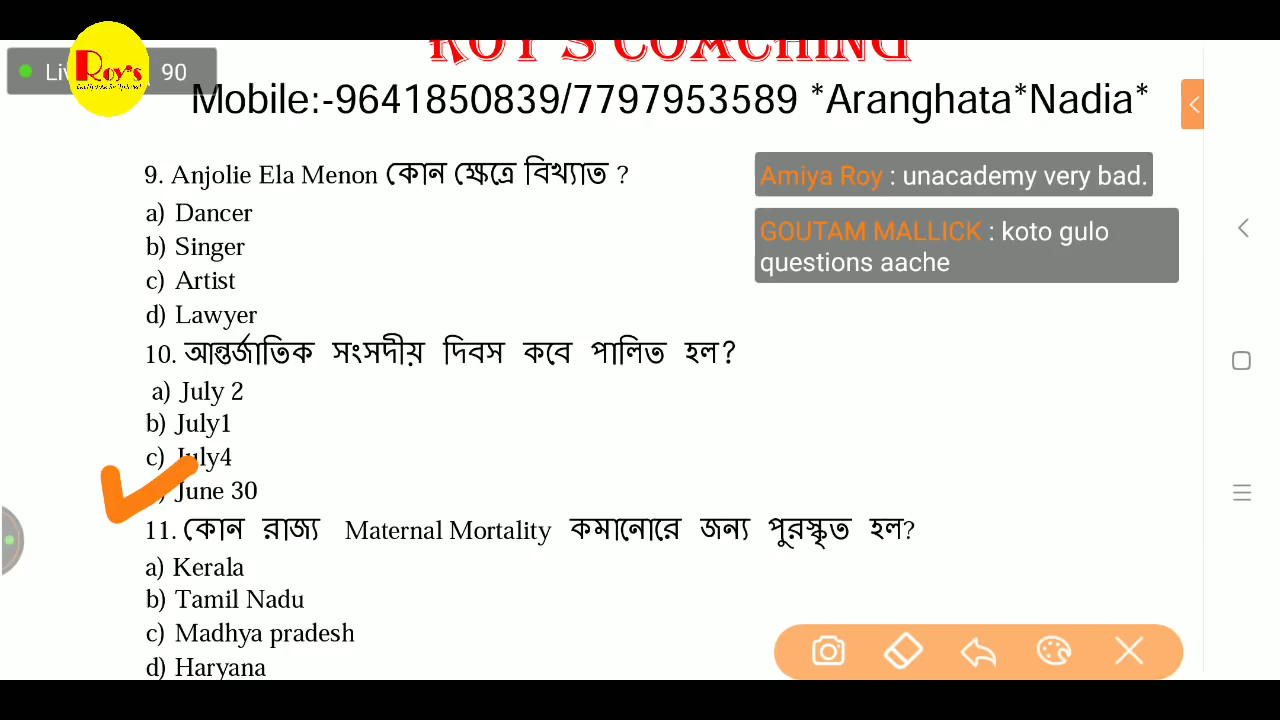 ROY'S COACHING
Liv 90
Roy's
Mobile:-9641850839/7797953589 *Aranghata*Nadia*
9. Anjolie Ela Menon কোন ক্ষেত্রে বিখ্যাত ?
a) Dancer
b) Singer
c) Artist
d) Lawyer
Amiya Roy : unacademy very bad.
GOUTAM MALLICK : koto gulo
questions aache
10. আন্তর্জাতিক সংসদীয় দিবস কবে পালিত হল?
a) July 2
b) July1
c) July4
June 30
11. কোন রাজ্য Maternal Mortality কমানোরে জন্য পুরস্কৃত হল?
a) Kerala
b) Tamil Nadu
c) Madhya pradesh
d) Haryana